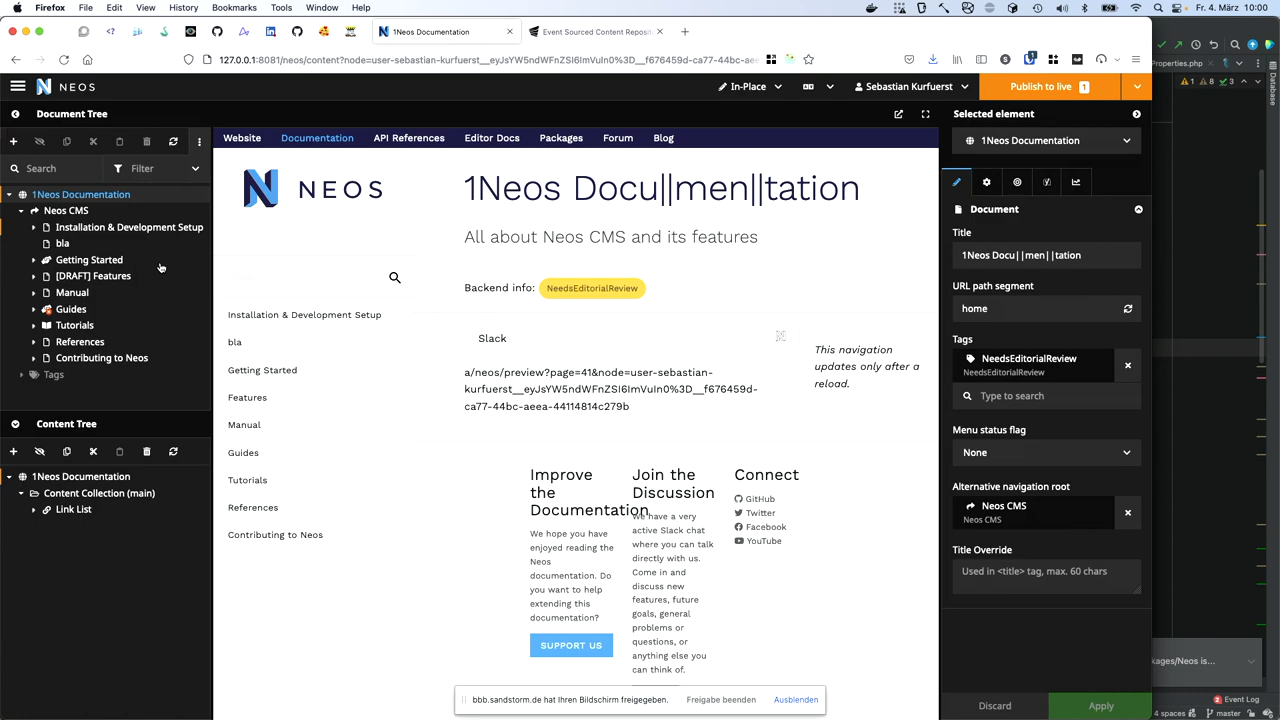 Firefox File Edit View History Bookmarks Tools Window Help
Fr. 4. März 10:00
1Neos Documentation
Event Sourced Content Reposit
127.0.0.1:8081/neos/content?node=user-sebastian-kurfuerst__eyJsYW5ndWFnZSI6ImVuIn0%3D__f676459d-ca77-44bc-aee
Properties.php
1 8 3
NEOS
In-Place
Sebastian Kurfuerst
Publish to live 1
Database
Document Tree
Selected element
Website Documentation API References Editor Docs Packages Forum Blog
1Neos Documentation
Search
Filter
1Neos Documentation
Neos CMS
Installation & Development Setup
bla
Getting Started
[DRAFT] Features
Manual
Guides
Tutorials
References
Contributing to Neos
Tags
Content Tree
1Neos Documentation
Content Collection (main)
Link List
NEOS
Installation & Development Setup
bla
Getting Started
Features
Manual
Guides
Tutorials
References
Contributing to Neos
1Neos Docu||men||tation
All about Neos CMS and its features
Backend info: NeedsEditorialReview
Slack
a/neos/preview?page=41&node=user-sebastian-
kurfuerst__eyJsYW5ndWFnZSI6ImVuIn0%3D__f676459d-
ca77-44bc-aeea-44114814c279b
This navigation
updates only after a
reload.
Improve
the
Documentation
We hope you have
enjoyed reading the
Neos
documentation. Do
you want to help
extending this
documentation?
SUPPORT US
Join the
Discussion
We have a very
active Slack chat
where you can talk
directly with us.
Come in and
discuss new
features, future
goals, general
problems or
questions, or
anything else you
can think of.
Connect
GitHub
Twitter
Facebook
YouTube
Document
Title
1Neos Docu||men||tation
URL path segment
home
Tags
NeedsEditorialReview
NeedsEditorialReview
Type to search
Menu status flag
None
Alternative navigation root
Neos CMS
Neos CMS
Title Override
Used in <title> tag, max. 60 chars
Discard
Apply
bbb.sandstorm.de hat Ihren Bildschirm freigegeben. Freigabe beenden Ausblenden
kages/Neos is...
2 Event Log
4 spaces master